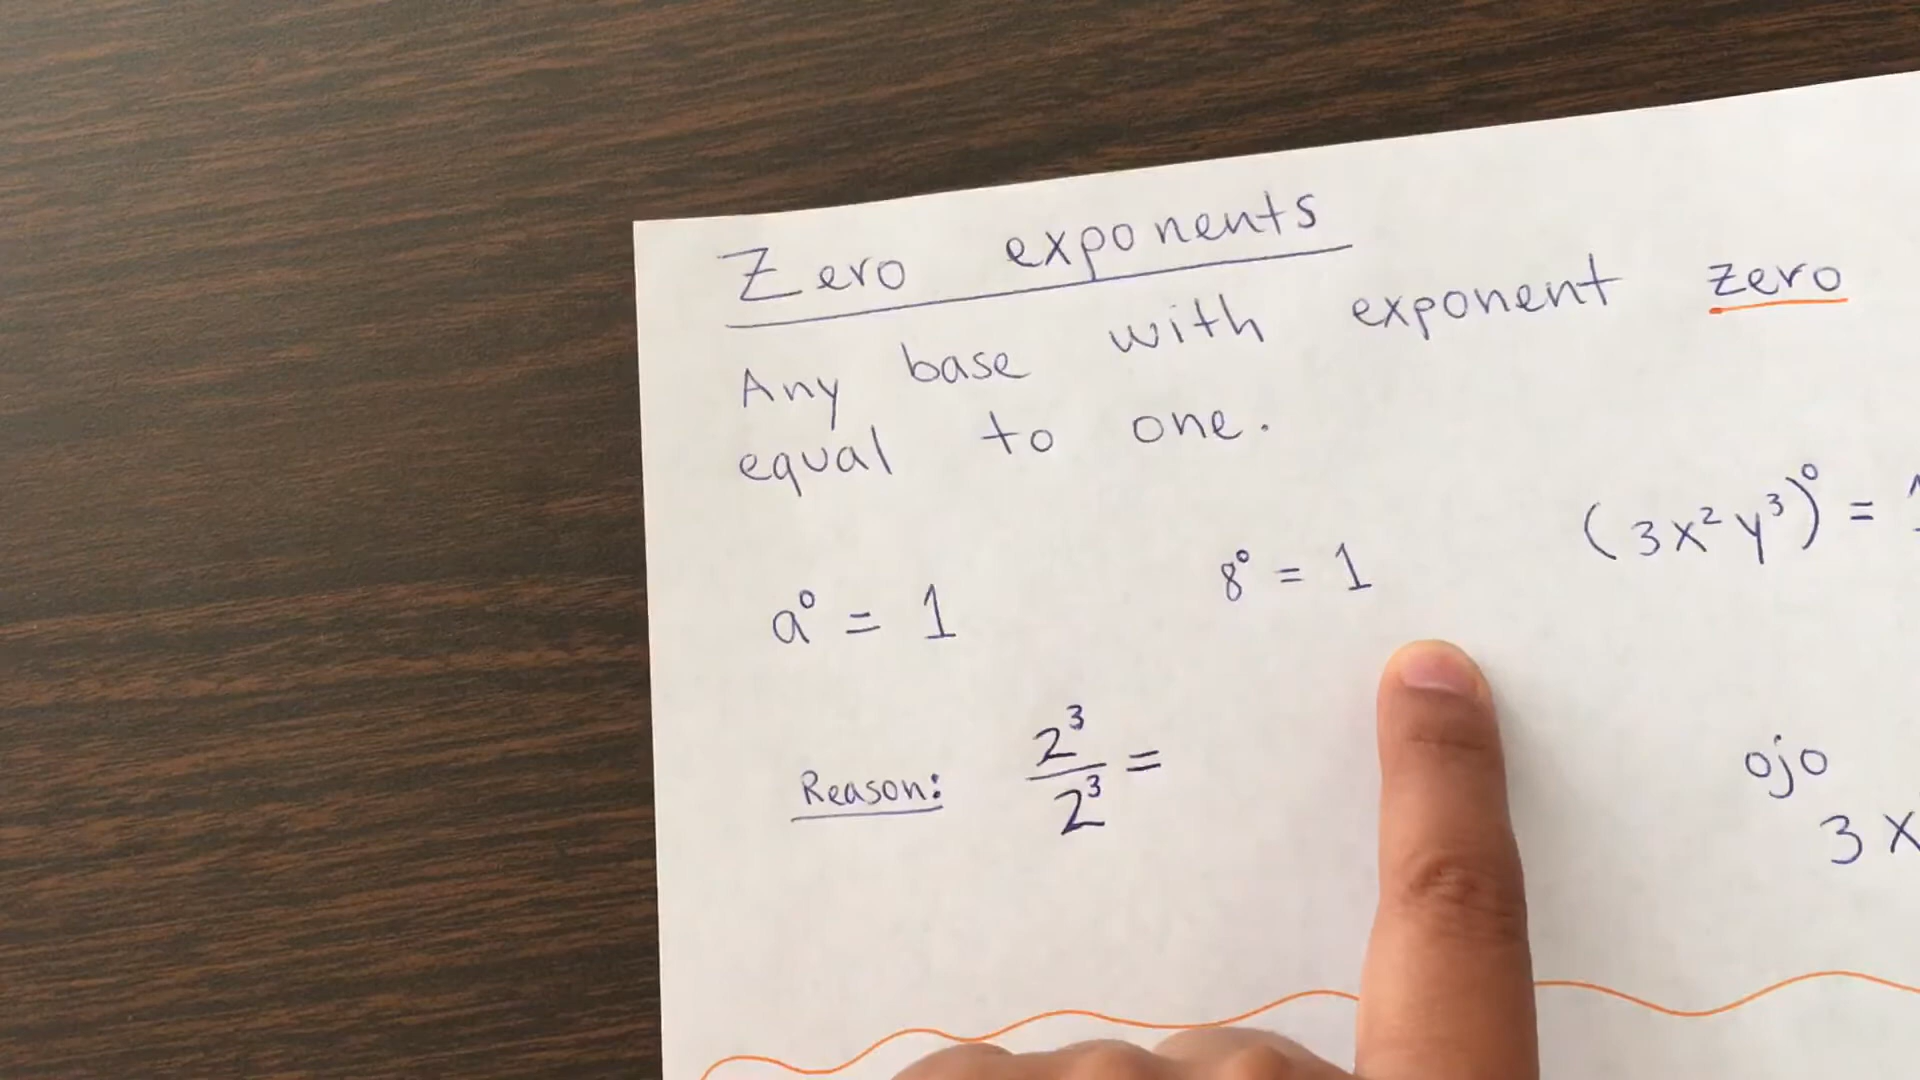 Zero exponents
Any base with exponent zero
equal to one.
a⁰ = 1
8⁰ = 1
(3x²y³)⁰ =
Reason:
2³/2³ =
ojo
3x